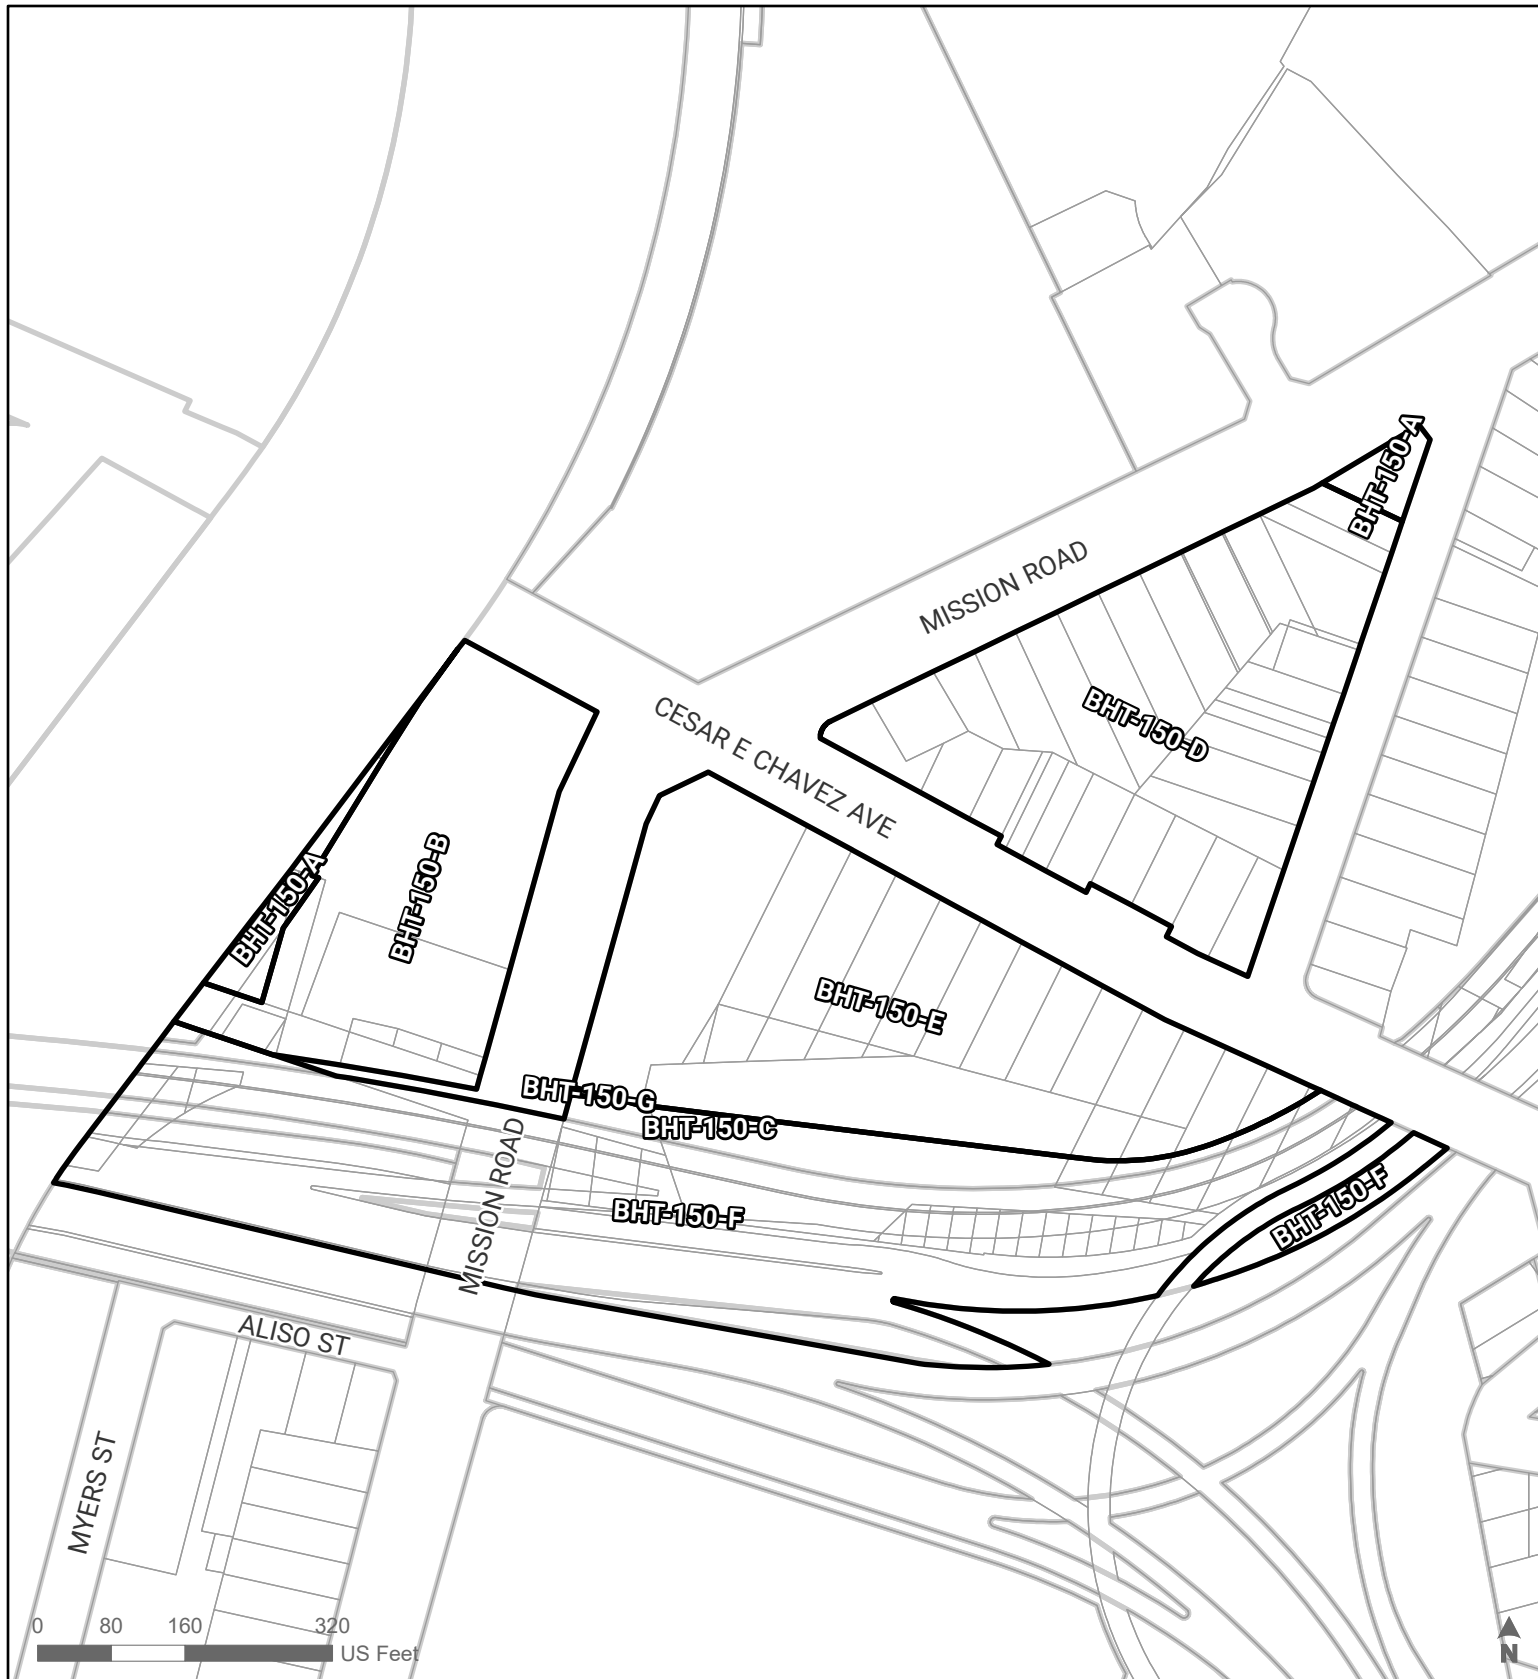 BHT-150-A
MISSION ROAD
BHT-150-D
CESAR E CHAVEZ AVE
BHT-150-B
BHT-150-A
BHT-150-E
BHT-150-G
BHT-150-C
MISSION ROAD
BHT-150-F
BHT-150-F
ALISO ST
MYERS ST
0 80 160 320
US Feet
N